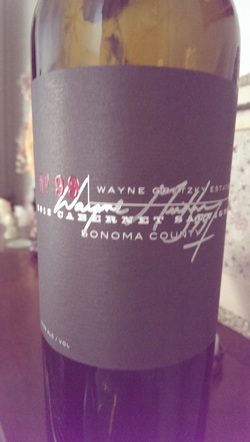 Nº 99 WAYNE GRETZKY ESTATE
CABERNET
SONOMA COUNTY
Wayne